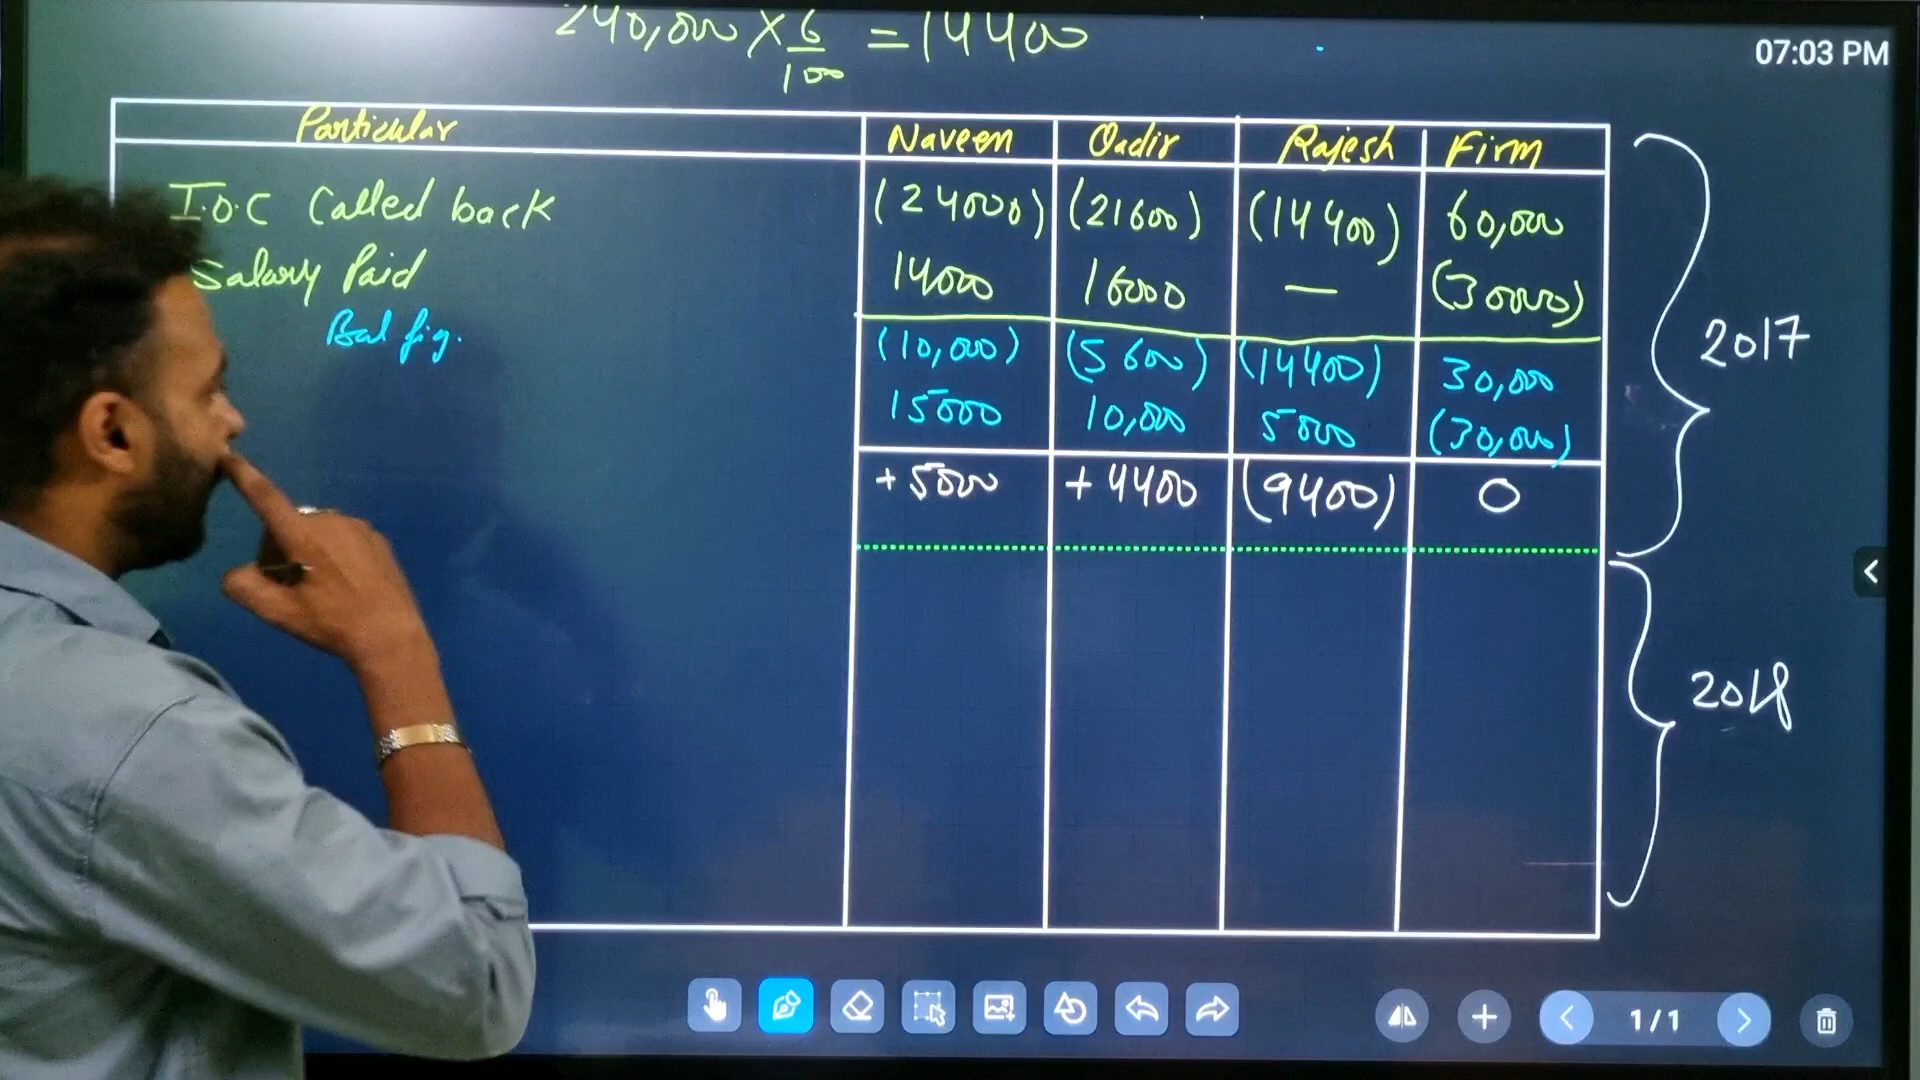 240,000 × 6/100 = 14400
07:03 PM
Particular Naveen Qadir Rajesh Firm
I.O.C Called back (24000) (21600) (14400) 60,000
Salary Paid 14000 16000 — (30000)
Bal fig. (10,000) (5600) (14400) 30,000
15000 10,000 5000 (30,000)
2017
+5000 +4400 (9400) 0
2018
1/1